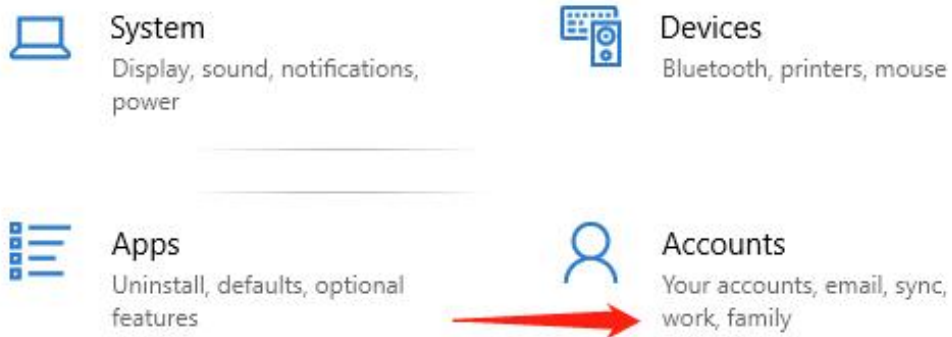 System
Display, sound, notifications,
power
Devices
Bluetooth, printers, mouse
Apps
Uninstall, defaults, optional
features
Accounts
Your accounts, email, sync,
work, family